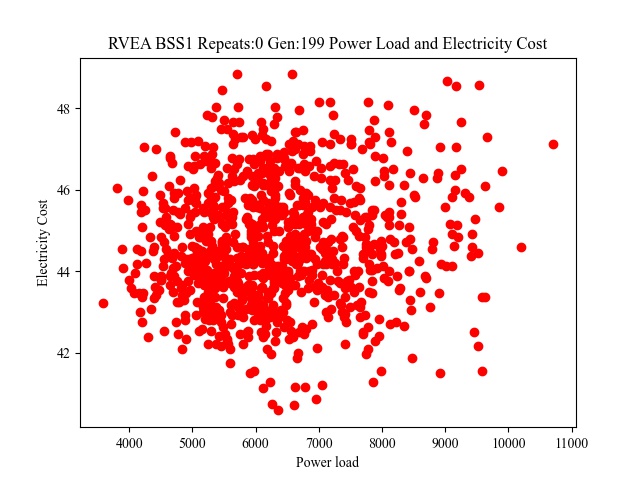 RVEA BSS1 Repeats:0 Gen:199 Power Load and Electricity Cost
48
46
44
42
Electricity Cost
4000 5000 6000 7000 8000 9000 10000 11000
Power load